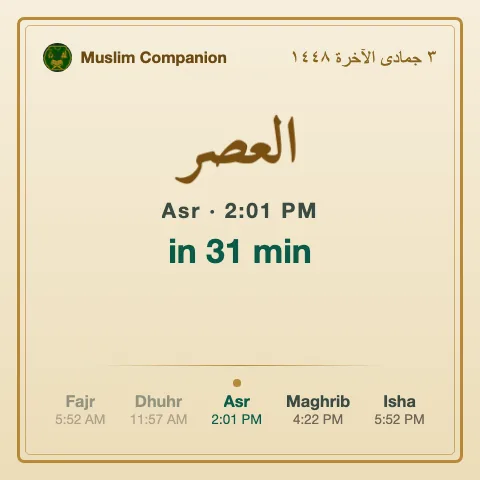 Muslim Companion
٣ جمادى الآخرة ١٤٤٨
العصر
Asr · 2:01 PM
in 31 min
Fajr Dhuhr Asr Maghrib Isha
5:52 AM 11:57 AM 2:01 PM 4:22 PM 5:52 PM